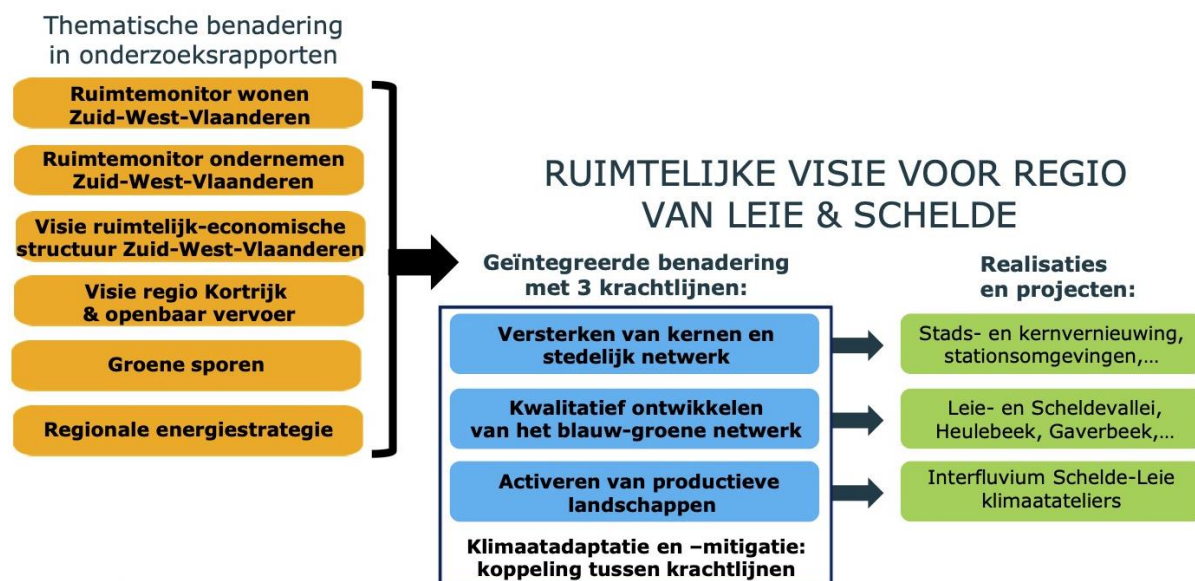 Thematische benadering
in onderzoeksrapporten
Ruimtemonitor wonen
Zuid-West-Vlaanderen
Ruimtemonitor ondernemen
Zuid-West-Vlaanderen
Visie ruimtelijk-economische
structuur Zuid-West-Vlaanderen
Visie regio Kortrijk
& openbaar vervoer
Groene sporen
Regionale energiestrategie
RUIMTELIJKE VISIE VOOR REGIO
VAN LEIE & SCHELDE
Geïntegreerde benadering
met 3 krachtlijnen:
Versterken van kernen en
stedelijk netwerk
Kwalitatief ontwikkelen
van het blauw-groene netwerk
Activeren van productieve
landschappen
Klimaatadaptatie en –mitigatie:
koppeling tussen krachtlijnen
Realisaties
en projecten:
Stads- en kernvernieuwing,
stationsomgevingen,...
Leie- en Scheldevallei,
Heulebeek, Gaverbeek,...
Interfluvium Schelde-Leie
klimaatateliers